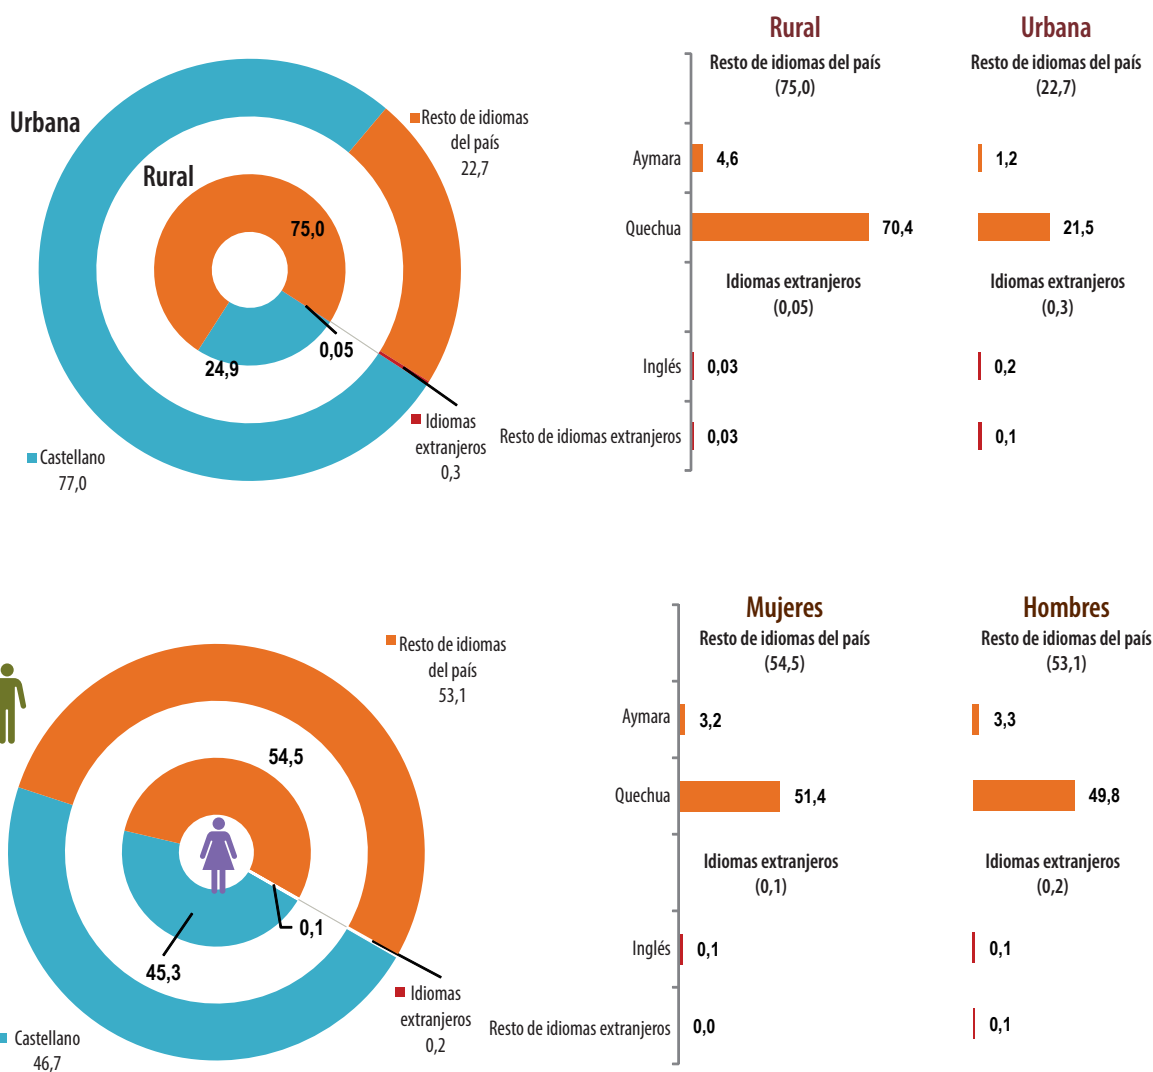 Urbana
Rural
Resto de idiomas
del país
22,7
75,0
0,05
24,9
Idiomas
extranjeros
0,3
Castellano
77,0
Rural
Urbana
Resto de idiomas del país
(75,0)
Resto de idiomas del país
(22,7)
Aymara
4,6
1,2
Quechua
70,4
21,5
Idiomas extranjeros
(0,05)
Idiomas extranjeros
(0,3)
Inglés
0,03
0,2
Resto de idiomas extranjeros
0,03
0,1
Resto de idiomas
del país
53,1
54,5
0,1
45,3
Idiomas
extranjeros
0,2
Castellano
46,7
Mujeres
Hombres
Resto de idiomas del país
(54,5)
Resto de idiomas del país
(53,1)
Aymara
3,2
3,3
Quechua
51,4
49,8
Idiomas extranjeros
(0,1)
Idiomas extranjeros
(0,2)
Inglés
0,1
0,1
Resto de idiomas extranjeros
0,0
0,1